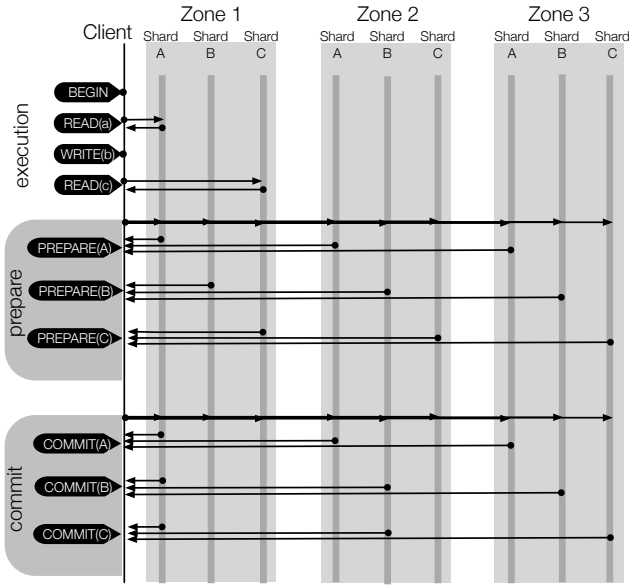 Zone 1 Zone 2 Zone 3
Client Shard Shard Shard Shard Shard Shard Shard Shard Shard
A B C A B C A B C
execution
BEGIN
READ(a)
WRITE(b)
READ(c)
prepare
PREPARE(A)
PREPARE(B)
PREPARE(C)
commit
COMMIT(A)
COMMIT(B)
COMMIT(C)